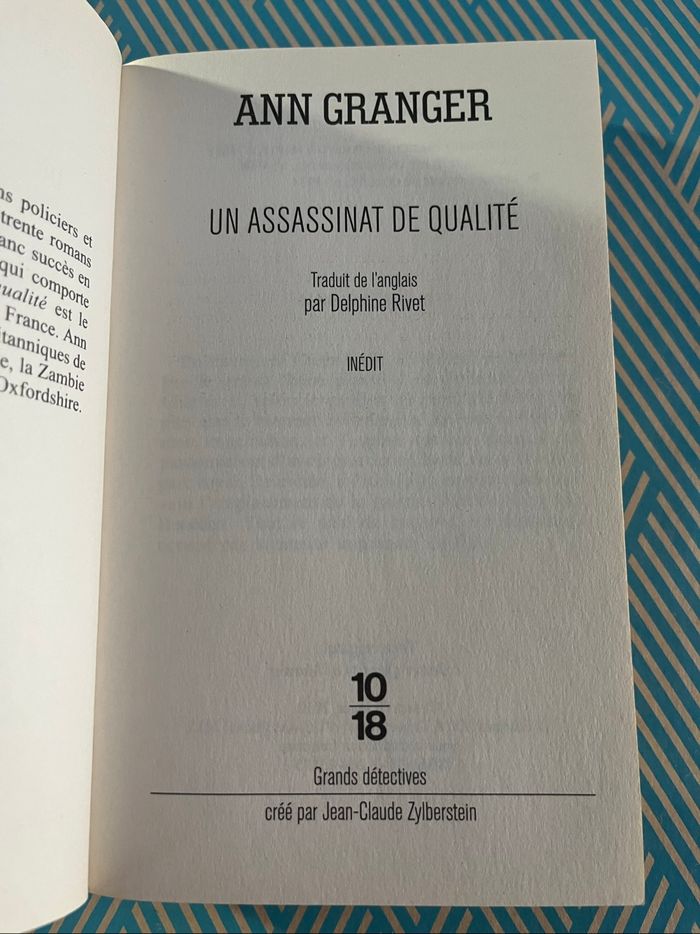 ns policiers et
trente romans
anc succès en
qui comporte
ualité est le
France. Ann
itanniques de
e, la Zambie
Oxfordshire.
ANN GRANGER
UN ASSASSINAT DE QUALITÉ
Traduit de l'anglais
par Delphine Rivet
INÉDIT
10
18
Grands détectives
créé par Jean-Claude Zylberstein